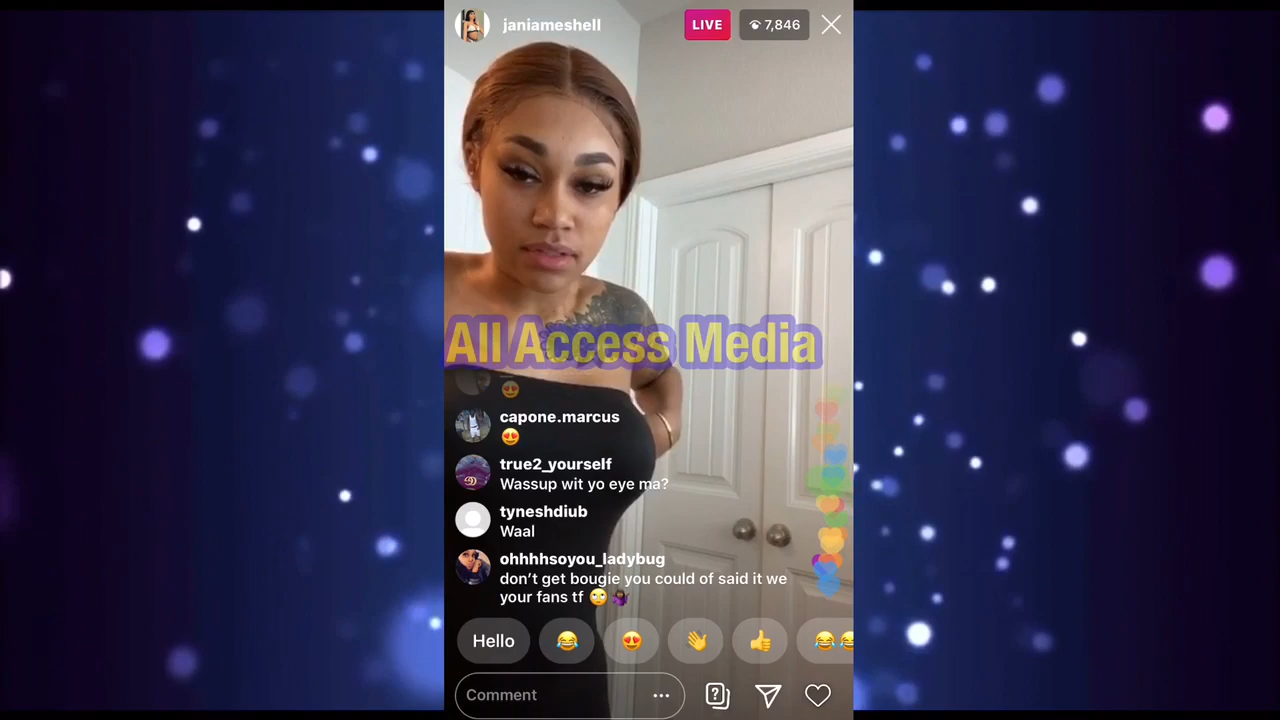 janiameshell
LIVE
7,846
All Access Media
😍
capone.marcus
😍
true2_yourself
Wassup wit yo eye ma?
tyneshdiub
Waal
ohhhhsoyou_ladybug
don't get bougie you could of said it we
your fans tf 🙄 🤷🏾‍♀️
Hello 😂 😍 👋 👍 😂😂
Comment